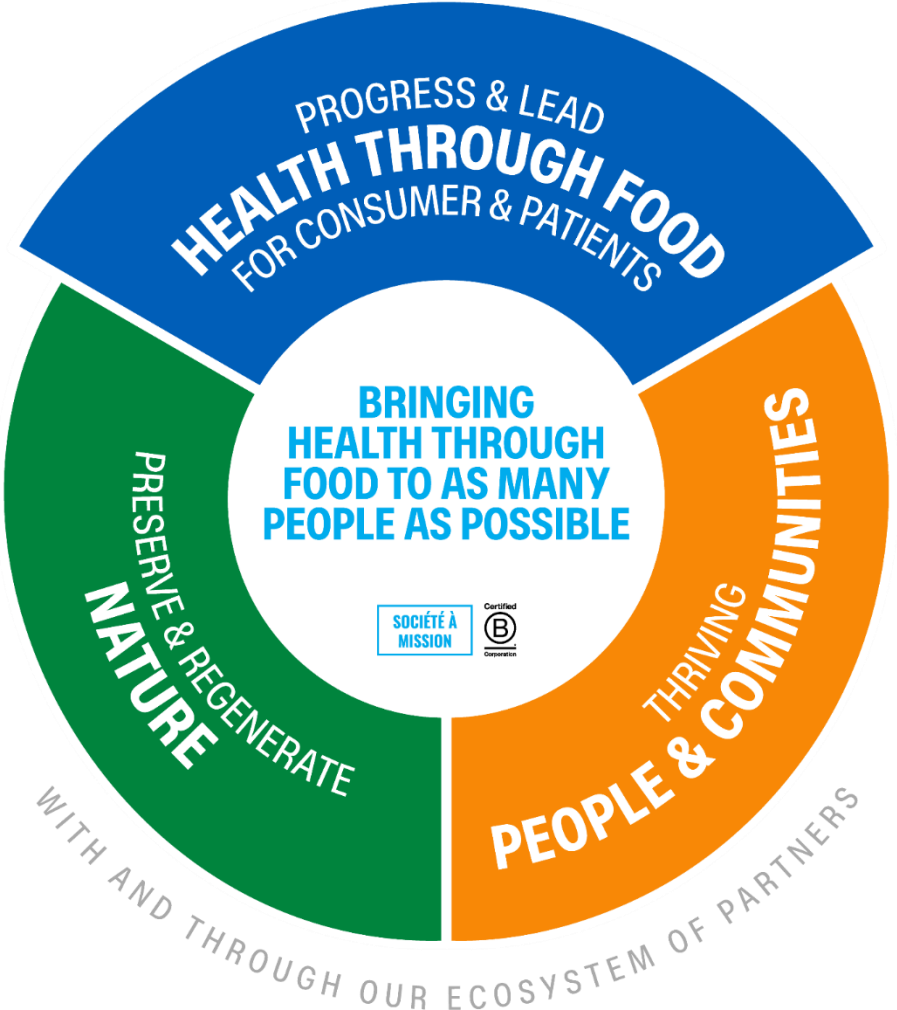 PROGRESS & LEAD
HEALTH THROUGH FOOD
FOR CONSUMER & PATIENTS
BRINGING
HEALTH THROUGH
FOOD TO AS MANY
PEOPLE AS POSSIBLE
SOCIÉTÉ À
MISSION
Certified
B
Corporation
PRESERVE & REGENERATE
NATURE
THRIVING
PEOPLE & COMMUNITIES
WITH AND THROUGH OUR ECOSYSTEM OF PARTNERS